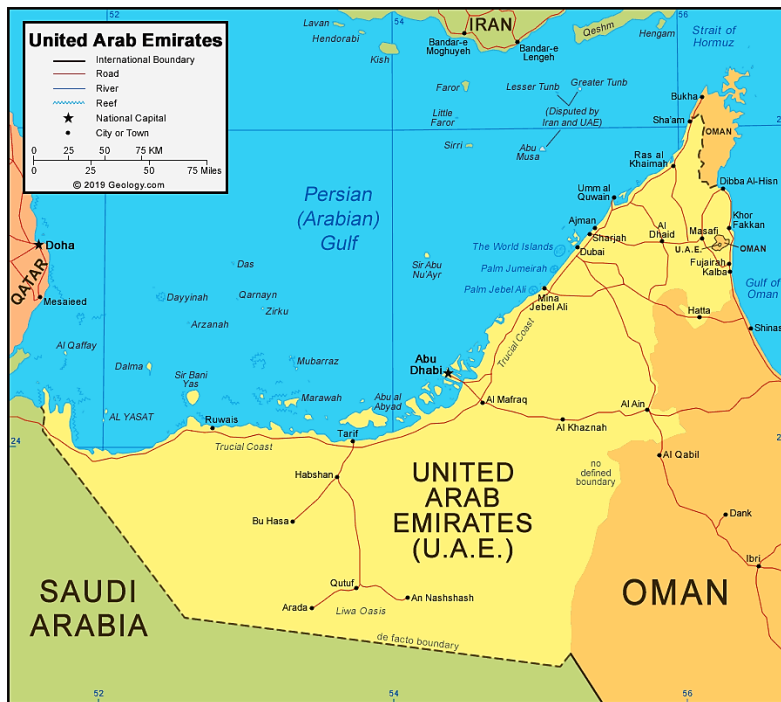 52
54
56
United Arab Emirates
International Boundary
Road
River
Reef
National Capital
City or Town
0 25 50 75 KM
0 25 50 75 Miles
© 2019 Geology.com
Lavan
Hendorabi
Kish
IRAN
Bandar-e
Moghuyeh
Bandar-e
Lengeh
Qeshm
Hengam
Strait of
Hormuz
Faror
Lesser Tunb
Greater Tunb
(Disputed by
Iran and UAE)
Little
Faror
Sirri
Abu
Musa
Bukha
Sha'am
OMAN
2
Ras al
Khaimah
Dibba Al-Hisn
Umm al
Quwain
Persian
(Arabian)
Gulf
Ajman
Sharjah
Dubai
Al
Dhaid
Masafi
Khor
Fakkan
U.A.E.
OMAN
Fujairah
Kalba
The World Islands
Palm Jumeirah
Palm Jebel Ali
Mina
Jebel Ali
Gulf of
Oman
Hatta
Shinas
Doha
QATAR
Mesaieed
Sir Abu
Nu'Ayr
Das
Dayyinah
Qarnayn
Zirku
Arzanah
Al Qaffay
Dalma
Sir Bani
Yas
Mubarraz
Marawah
Abu al
Abyad
Abu
Dhabi
Trucial Coast
AL YASAT
Ruwais
Tarif
Trucial Coast
Al Mafraq
Al Khaznah
Al Ain
24
2
Al Qabil
no
defined
boundary
Habshan
Bu Hasa
UNITED
ARAB
EMIRATES
(U.A.E.)
Dank
Ibri
Qutuf
Arada
Liwa Oasis
An Nashshash
SAUDI
ARABIA
OMAN
de facto boundary
52
54
56